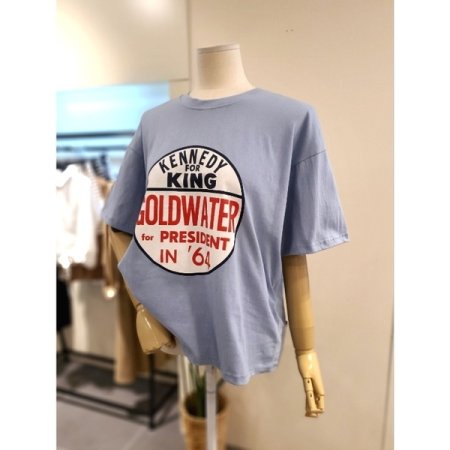 KENNEDY
FOR
KING
GOLDWATER
for PRESIDENT
IN '64